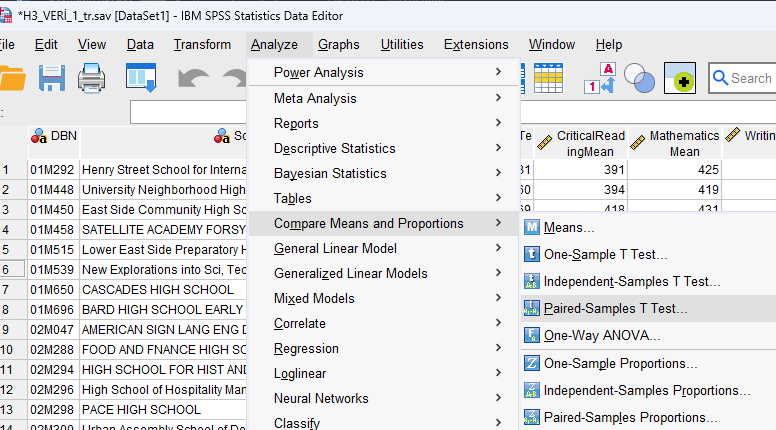 *H3_VERİ_1_tr.sav [DataSet1] - IBM SPSS Statistics Data Editor
File Edit View Data Transform Analyze Graphs Utilities Extensions Window Help
Search
DBN
CriticalReadingMean
MathematicsMean
Power Analysis
Meta Analysis
Reports
Descriptive Statistics
Bayesian Statistics
Tables
Compare Means and Proportions
General Linear Model
Generalized Linear Models
Mixed Models
Correlate
Regression
Loglinear
Neural Networks
Classify
Means...
One-Sample T Test...
Independent-Samples T Test...
Paired-Samples T Test...
One-Way ANOVA...
One-Sample Proportions...
Independent-Samples Proportions...
Paired-Samples Proportions...
1 01M292 Henry Street School for Interna 31 391 425
2 01M448 University Neighborhood High 60 394 419
3 01M450 East Side Community High Sc 69 418 431
4 01M458 SATELLITE ACADEMY FORSY
5 01M515 Lower East Side Preparatory H
6 01M539 New Explorations into Sci, Tec
7 01M650 CASCADES HIGH SCHOOL
8 01M696 BARD HIGH SCHOOL EARLY
9 02M047 AMERICAN SIGN LANG ENG D
10 02M288 FOOD AND FNANCE HIGH SC
11 02M294 HIGH SCHOOL FOR HIST AND
12 02M296 High School of Hospitality Man
13 02M298 PACE HIGH SCHOOL
14 02M300 Urban Assembly School of De